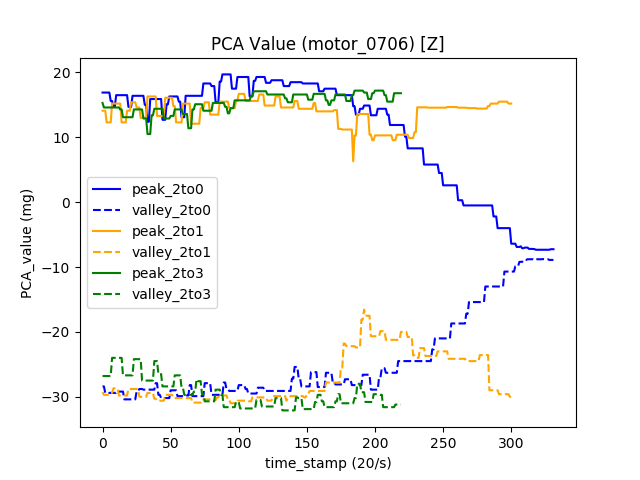 PCA Value (motor_0706) [Z]
20
10
0
−10
−20
−30
PCA_value (mg)
peak_2to0
valley_2to0
peak_2to1
valley_2to1
peak_2to3
valley_2to3
0 50 100 150 200 250 300
time_stamp (20/s)